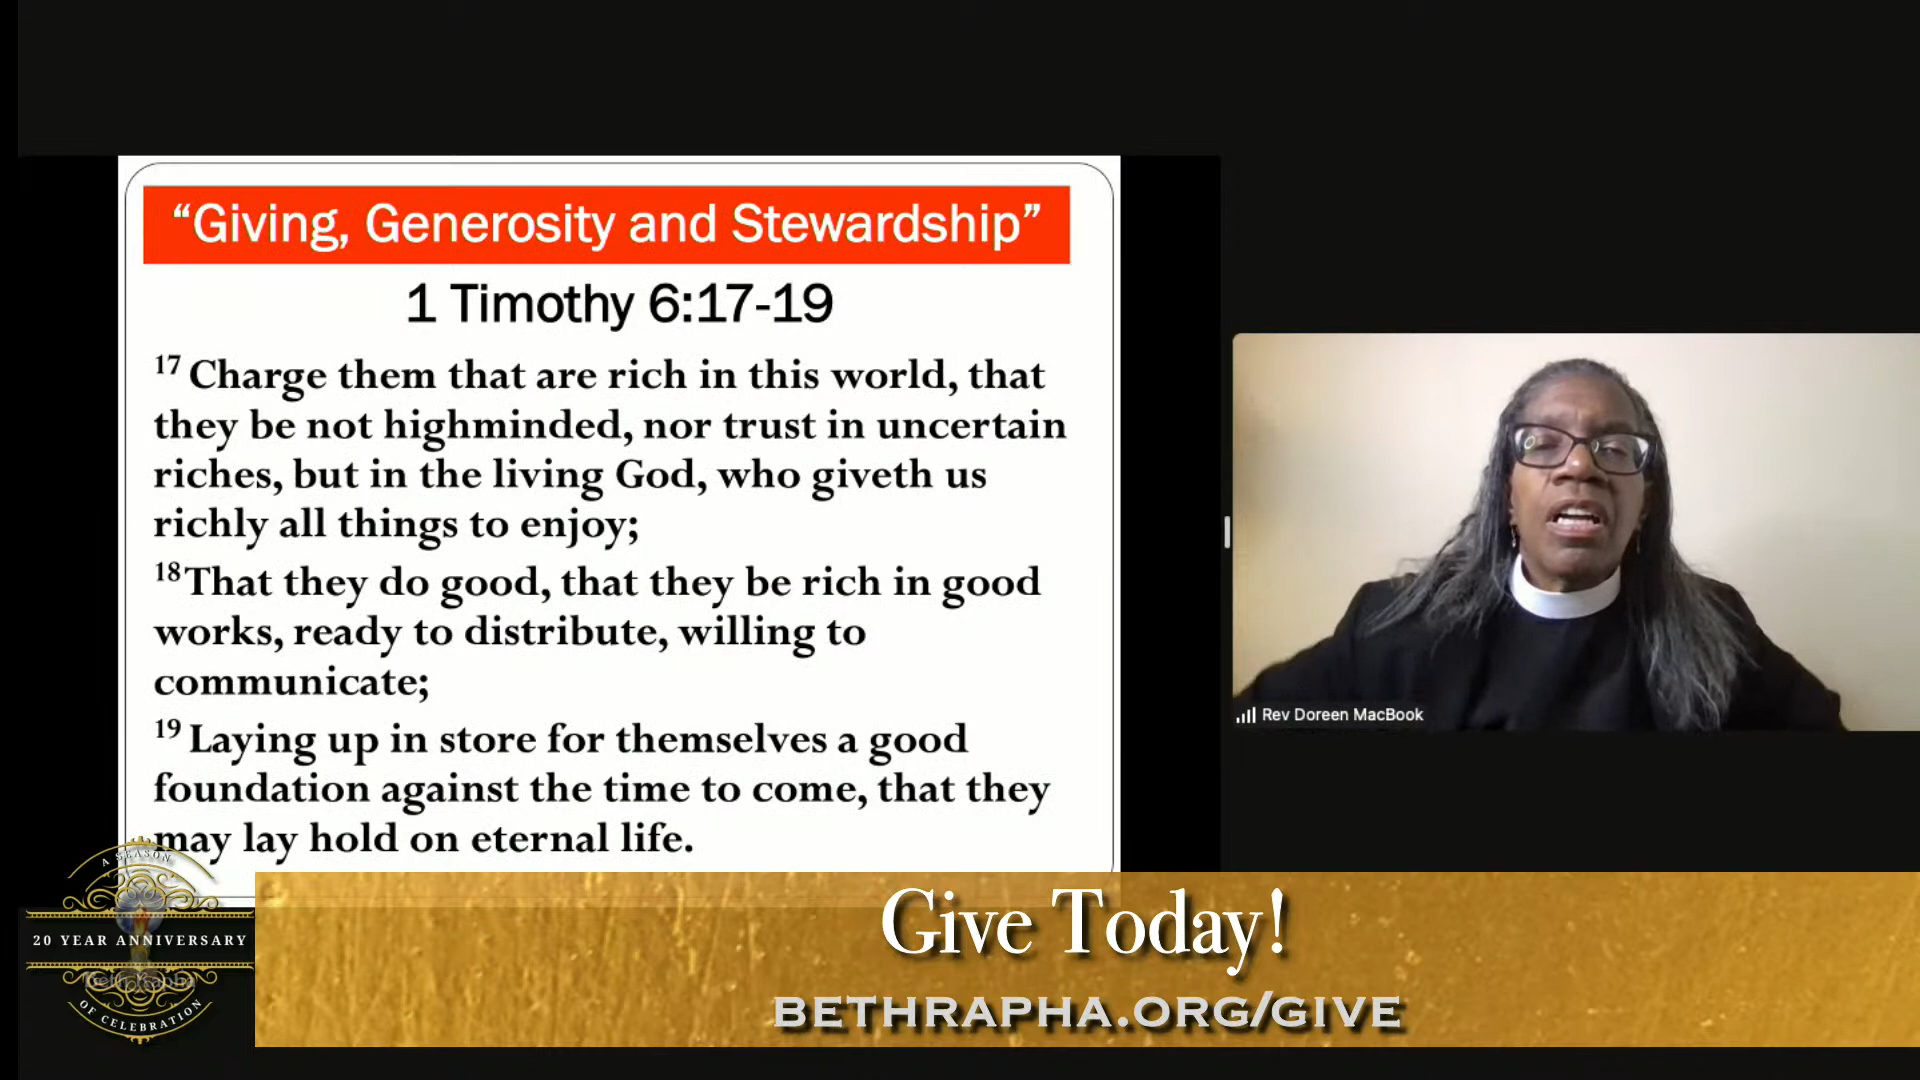 “Giving, Generosity and Stewardship”
1 Timothy 6:17-19
17 Charge them that are rich in this world, that
they be not highminded, nor trust in uncertain
riches, but in the living God, who giveth us
richly all things to enjoy;
18 That they do good, that they be rich in good
works, ready to distribute, willing to
communicate;
19 Laying up in store for themselves a good
foundation against the time to come, that they
may lay hold on eternal life.
Rev Doreen MacBook
A SEASON
20 YEAR ANNIVERSARY
Beth Rapha
OF CELEBRATION
Give Today!
BETHRAPHA.ORG/GIVE